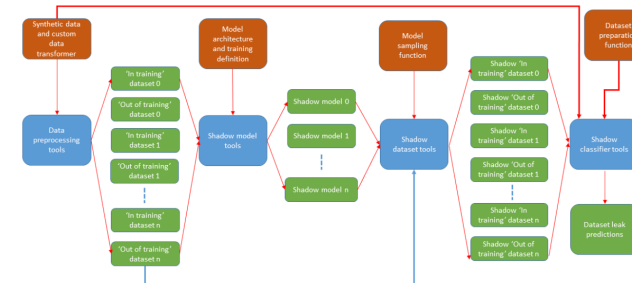 Synthetic data
and custom
data
transformer
Model
architecture
and training
definition
Model
sampling
function
Dataset
preparation
function
Data
preprocessing
tools
'In training'
dataset 0
'Out of training'
dataset 0
'In training'
dataset 1
'Out of training'
dataset 1
'In training'
dataset n
'Out of training'
dataset n
Shadow model
tools
Shadow model 0
Shadow model 1
Shadow model n
Shadow
dataset tools
Shadow 'In
training' dataset 0
Shadow 'Out of
training' dataset 0
Shadow 'In
training' dataset 1
Shadow 'Out of
training' dataset 1
Shadow 'In
training' dataset n
Shadow 'Out of
training' dataset n
Shadow
classifier tools
Dataset leak
predictions